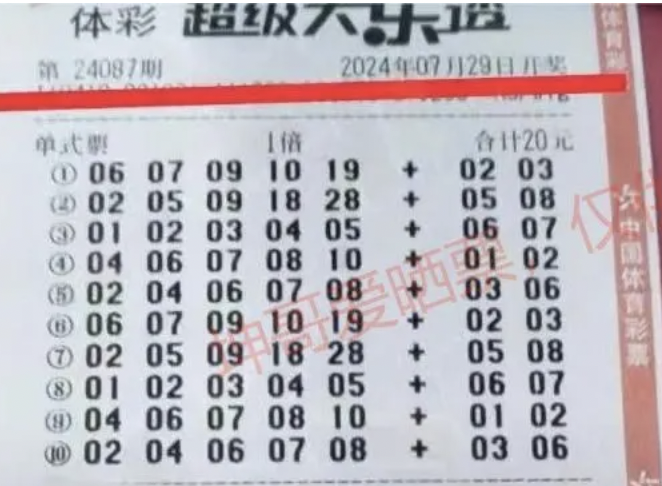 体彩 超级大乐透
第 24087期 2024年07月29日开奖
单式票 1倍 合计20元
① 06 07 09 10 19 + 02 03
② 02 05 09 18 28 + 05 08
③ 01 02 03 04 05 + 06 07
④ 04 06 07 08 10 + 01 02
⑤ 02 04 06 07 08 + 03 06
⑥ 06 07 09 10 19 + 02 03
⑦ 02 05 09 18 28 + 05 08
⑧ 01 02 03 04 05 + 06 07
⑨ 04 06 07 08 10 + 01 02
⑩ 02 04 06 07 08 + 03 06
体育彩
中国体育彩票
坤哥爱晒票,仅